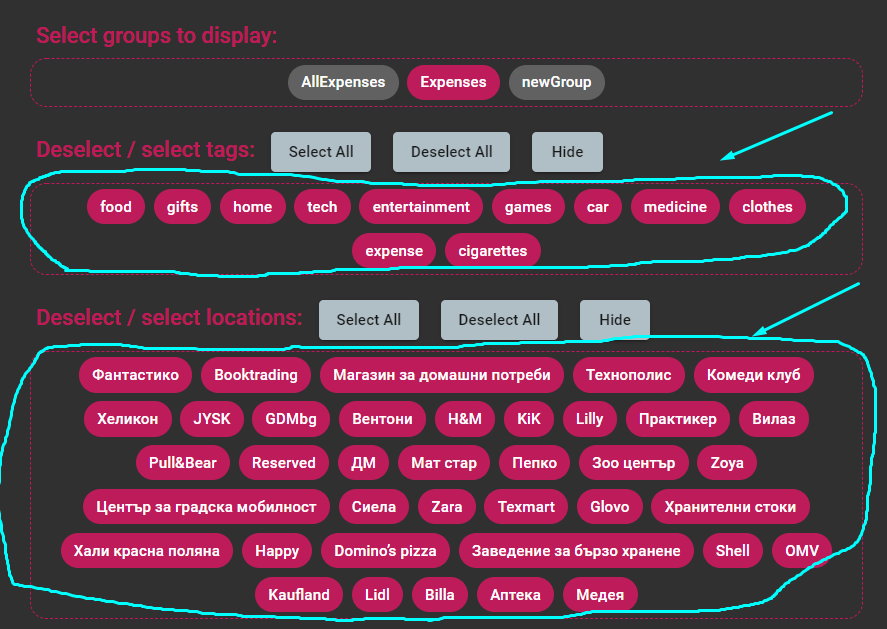 Select groups to display:
AllExpenses Expenses newGroup
Deselect / select tags: Select All Deselect All Hide
food gifts home tech entertainment games car medicine clothes
expense cigarettes
Deselect / select locations: Select All Deselect All Hide
Фантастико Booktrading Магазин за домашни потреби Технополис Комеди клуб
Хеликон JYSK GDMbg Вентони H&M KiK Lilly Практикер Вилаз
Pull&Bear Reserved ДМ Мат стар Пепко Зоо център Zoya
Център за градска мобилност Сиела Zara Texmart Glovo Хранителни стоки
Хали красна поляна Happy Domino’s pizza Заведение за бързо хранене Shell OMV
Kaufland Lidl Billa Аптека Медея